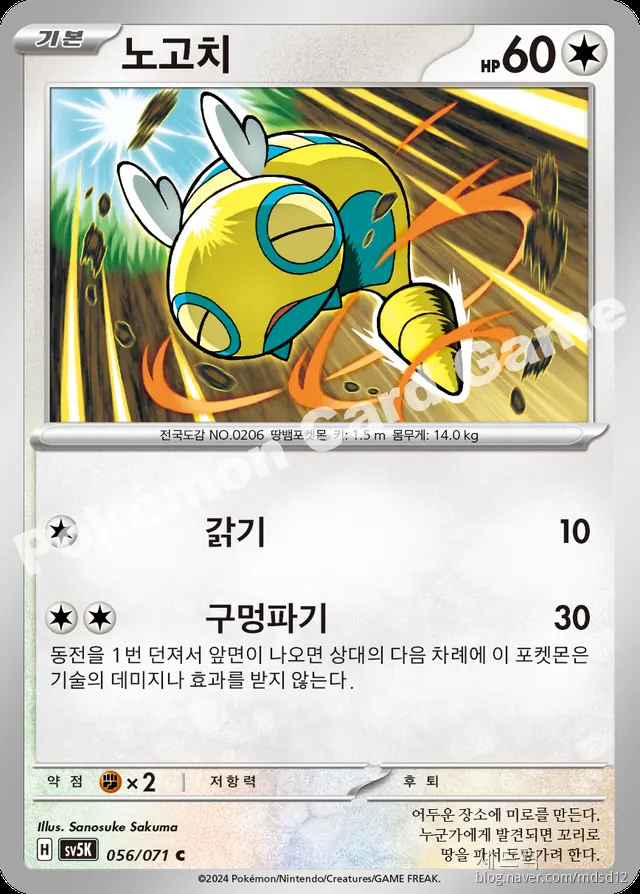 기본
노고치
HP 60
전국도감 NO.0206 땅뱀포켓몬 키: 1.5 m 몸무게: 14.0 kg
Pokémon Card Game
갉기 10
구멍파기 30
동전을 1번 던져서 앞면이 나오면 상대의 다음 차례에 이 포켓몬은
기술의 데미지나 효과를 받지 않는다.
약점 ×2 저항력 후퇴
Illus. Sanosuke Sakuma
H SV5K 056/071 C
어두운 장소에 미로를 만든다.
누군가에게 발견되면 꼬리로
땅을 파서 도망가려 한다.
blog.naver.com/mdsd12
©2024 Pokémon/Nintendo/Creatures/GAME FREAK.